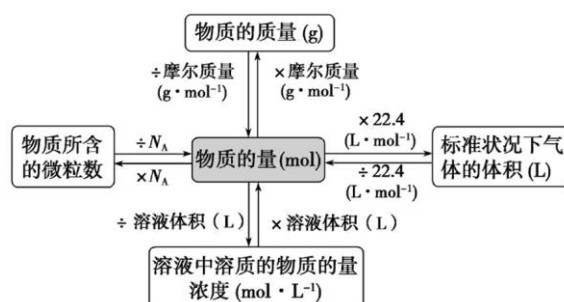 物质的质量(g)
÷摩尔质量
(g·mol⁻¹)
×摩尔质量
(g·mol⁻¹)
物质所含
的微粒数
÷N_A
×N_A
物质的量(mol)
×22.4
(L·mol⁻¹)
÷22.4
(L·mol⁻¹)
标准状况下气
体的体积(L)
÷溶液体积（L）
×溶液体积（L）
溶液中溶质的物质的量
浓度(mol·L⁻¹)